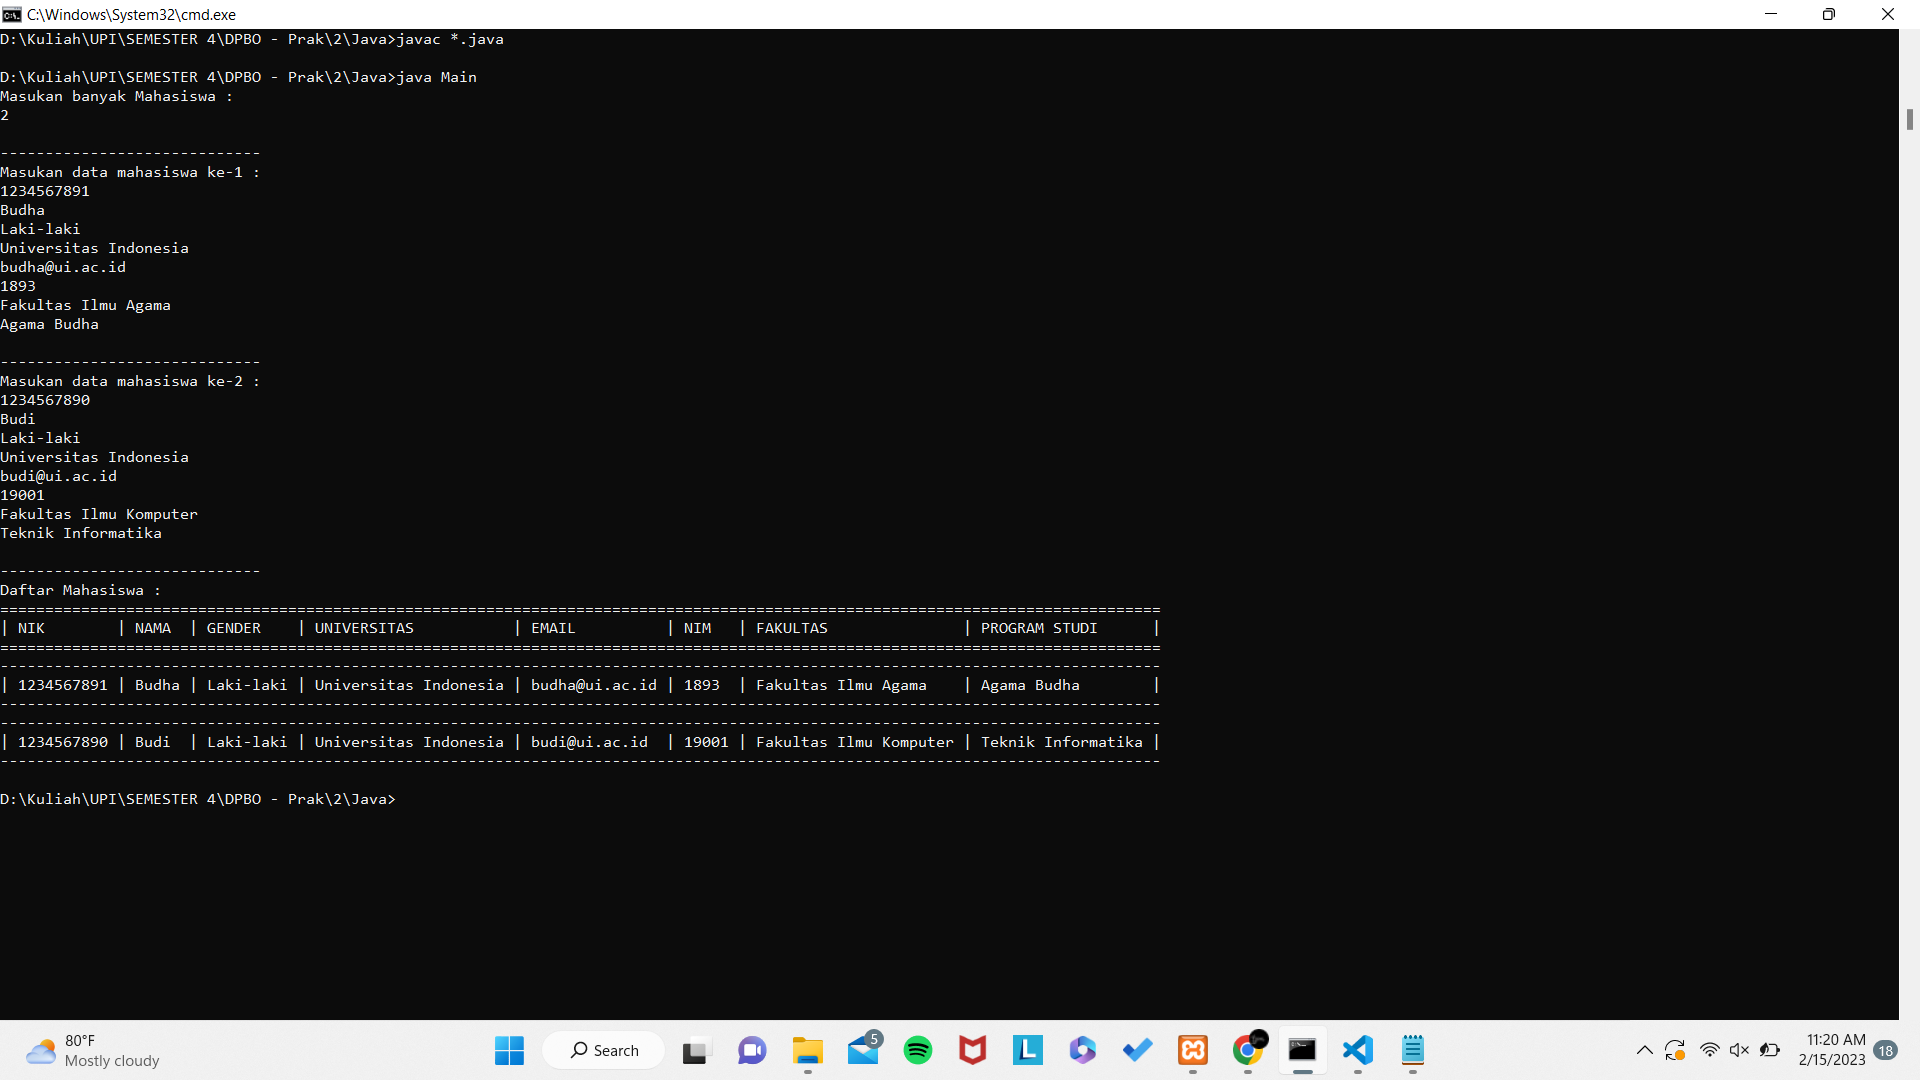 C:\Windows\System32\cmd.exe
D:\Kuliah\UPI\SEMESTER 4\DPBO - Prak\2\Java>javac *.java
D:\Kuliah\UPI\SEMESTER 4\DPBO - Prak\2\Java>java Main
Masukan banyak Mahasiswa :
2
-----------------------------
Masukan data mahasiswa ke-1 :
1234567891
Budha
Laki-laki
Universitas Indonesia
budha@ui.ac.id
1893
Fakultas Ilmu Agama
Agama Budha
-----------------------------
Masukan data mahasiswa ke-2 :
1234567890
Budi
Laki-laki
Universitas Indonesia
budi@ui.ac.id
19001
Fakultas Ilmu Komputer
Teknik Informatika
-----------------------------
Daftar Mahasiswa :
=================================================================================================================================
| NIK        | NAMA  | GENDER    | UNIVERSITAS           | EMAIL          | NIM   | FAKULTAS               | PROGRAM STUDI      |
=================================================================================================================================
---------------------------------------------------------------------------------------------------------------------------------
| 1234567891 | Budha | Laki-laki | Universitas Indonesia | budha@ui.ac.id | 1893  | Fakultas Ilmu Agama    | Agama Budha        |
---------------------------------------------------------------------------------------------------------------------------------
---------------------------------------------------------------------------------------------------------------------------------
| 1234567890 | Budi  | Laki-laki | Universitas Indonesia | budi@ui.ac.id  | 19001 | Fakultas Ilmu Komputer | Teknik Informatika |
---------------------------------------------------------------------------------------------------------------------------------
D:\Kuliah\UPI\SEMESTER 4\DPBO - Prak\2\Java>
80°F
Mostly cloudy
Search
5
L
11:20 AM
2/15/2023
18